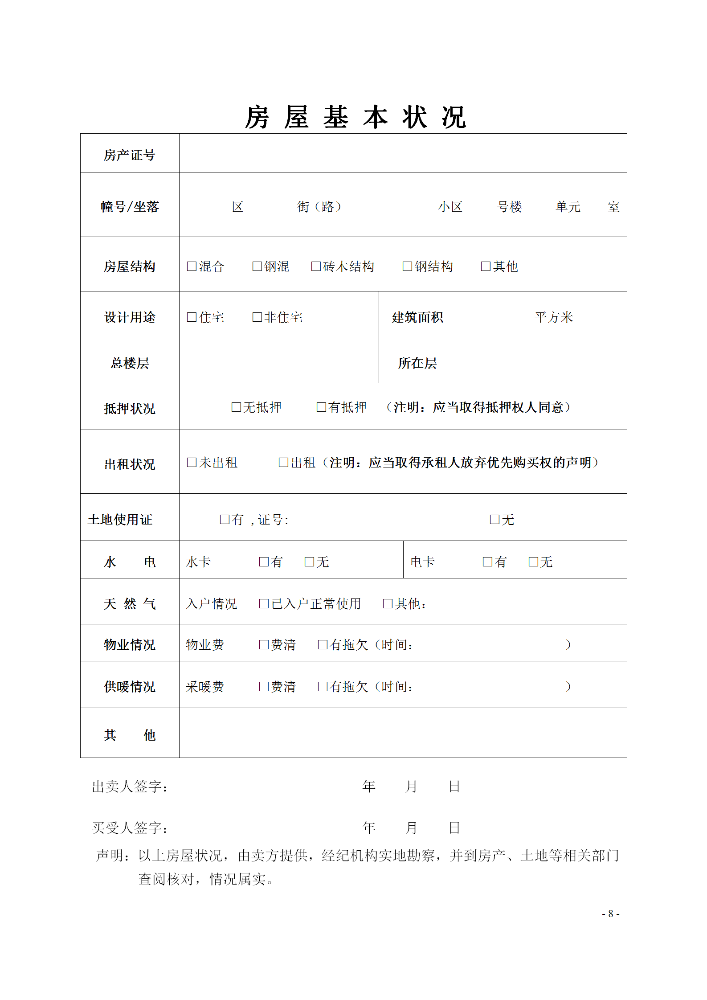 房 屋 基 本 状 况
房产证号
幢号/坐落 区 街（路） 小区 号楼 单元 室
房屋结构 □混合 □钢混 □砖木结构 □钢结构 □其他
设计用途 □住宅 □非住宅 建筑面积 平方米
总楼层 所在层
抵押状况 □无抵押 □有抵押 （注明：应当取得抵押权人同意）
出租状况 □未出租 □出租（注明：应当取得承租人放弃优先购买权的声明）
土地使用证 □有 ,证号: □无
水 电 水卡 □有 □无 电卡 □有 □无
天 然 气 入户情况 □已入户正常使用 □其他：
物业情况 物业费 □费清 □有拖欠（时间： ）
供暖情况 采暖费 □费清 □有拖欠（时间： ）
其 他
出卖人签字： 年 月 日
买受人签字： 年 月 日
声明：以上房屋状况，由卖方提供，经纪机构实地勘察，并到房产、土地等相关部门
查阅核对，情况属实。
- 8 -